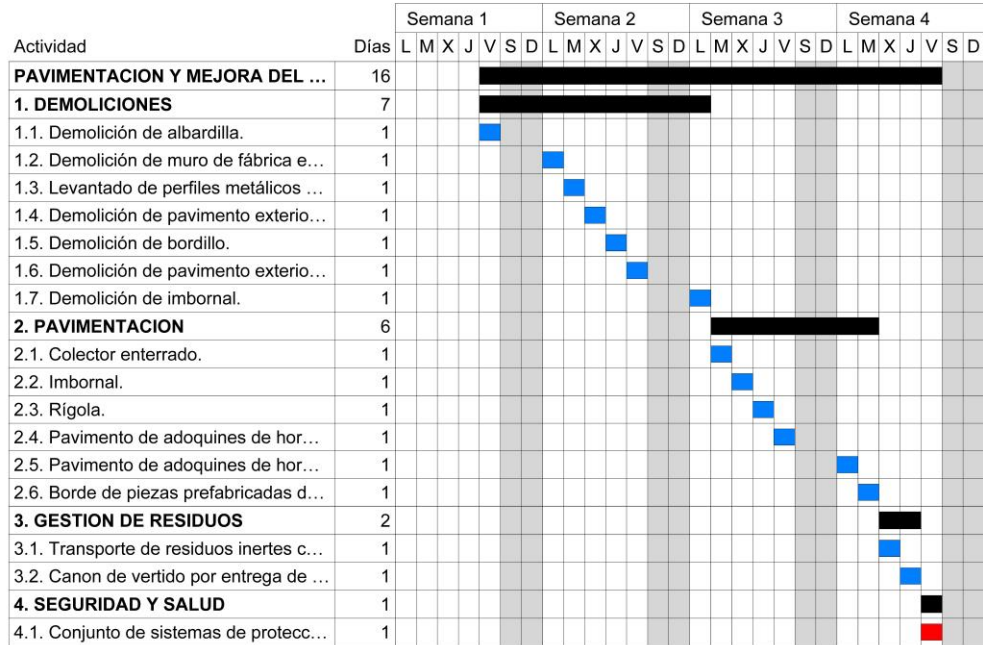 Semana 1 Semana 2 Semana 3 Semana 4
Actividad Días L M X J V S D L M X J V S D L M X J V S D L M X J V S D
PAVIMENTACION Y MEJORA DEL ... 16
1. DEMOLICIONES 7
1.1. Demolición de albardilla. 1
1.2. Demolición de muro de fábrica e... 1
1.3. Levantado de perfiles metálicos ... 1
1.4. Demolición de pavimento exterio... 1
1.5. Demolición de bordillo. 1
1.6. Demolición de pavimento exterio... 1
1.7. Demolición de imbornal. 1
2. PAVIMENTACION 6
2.1. Colector enterrado. 1
2.2. Imbornal. 1
2.3. Rígola. 1
2.4. Pavimento de adoquines de hor... 1
2.5. Pavimento de adoquines de hor... 1
2.6. Borde de piezas prefabricadas d... 1
3. GESTION DE RESIDUOS 2
3.1. Transporte de residuos inertes c... 1
3.2. Canon de vertido por entrega de ... 1
4. SEGURIDAD Y SALUD 1
4.1. Conjunto de sistemas de protecc... 1